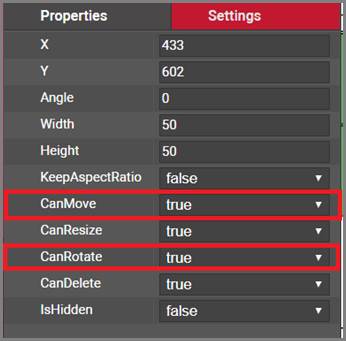 Properties Settings
X 433
Y 602
Angle 0
Width 50
Height 50
KeepAspectRatio false
CanMove true
CanResize true
CanRotate true
CanDelete true
IsHidden false